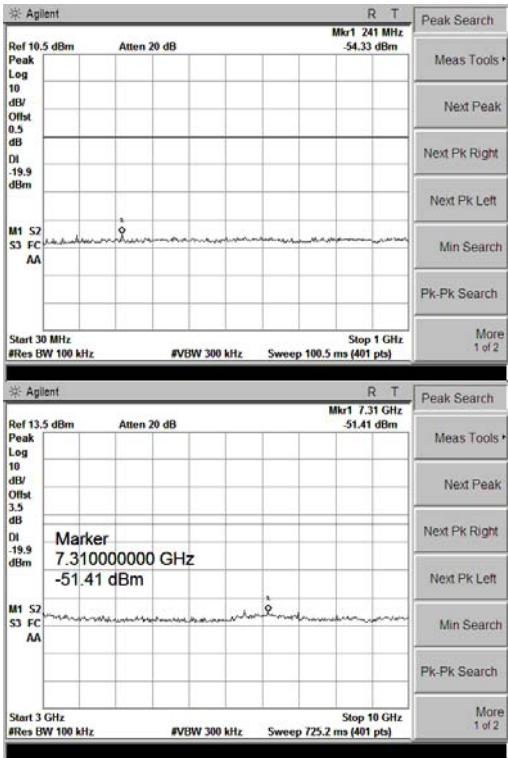 Agilent R T
Mkr1 241 MHz
Ref 10.5 dBm Atten 20 dB -54.33 dBm
Peak
Log
10
dB/
Offst
0.5
dB
DI
-19.9
dBm
1
M1 S2
S3 FC
AA
Start 30 MHz Stop 1 GHz
#Res BW 100 kHz #VBW 300 kHz Sweep 100.5 ms (401 pts)
Peak Search
Meas Tools
Next Peak
Next Pk Right
Next Pk Left
Min Search
Pk-Pk Search
More
1 of 2
Agilent R T
Mkr1 7.31 GHz
Ref 13.5 dBm Atten 20 dB -51.41 dBm
Peak
Log
10
dB/
Offst
3.5
dB
DI
-19.9
dBm
Marker
7.310000000 GHz
-51.41 dBm
1
M1 S2
S3 FC
AA
Start 3 GHz Stop 10 GHz
#Res BW 100 kHz #VBW 300 kHz Sweep 725.2 ms (401 pts)
Peak Search
Meas Tools
Next Peak
Next Pk Right
Next Pk Left
Min Search
Pk-Pk Search
More
1 of 2